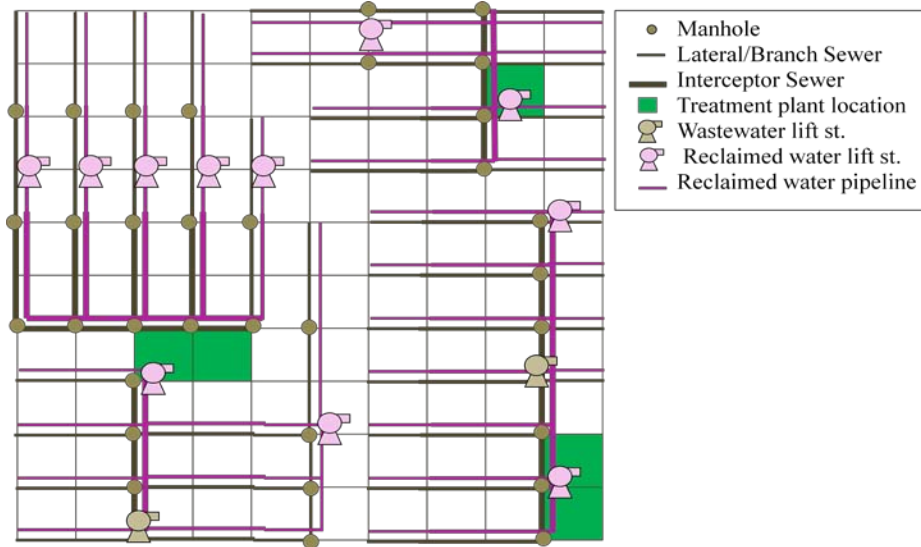 Manhole
Lateral/Branch Sewer
Interceptor Sewer
Treatment plant location
Wastewater lift st.
Reclaimed water lift st.
Reclaimed water pipeline